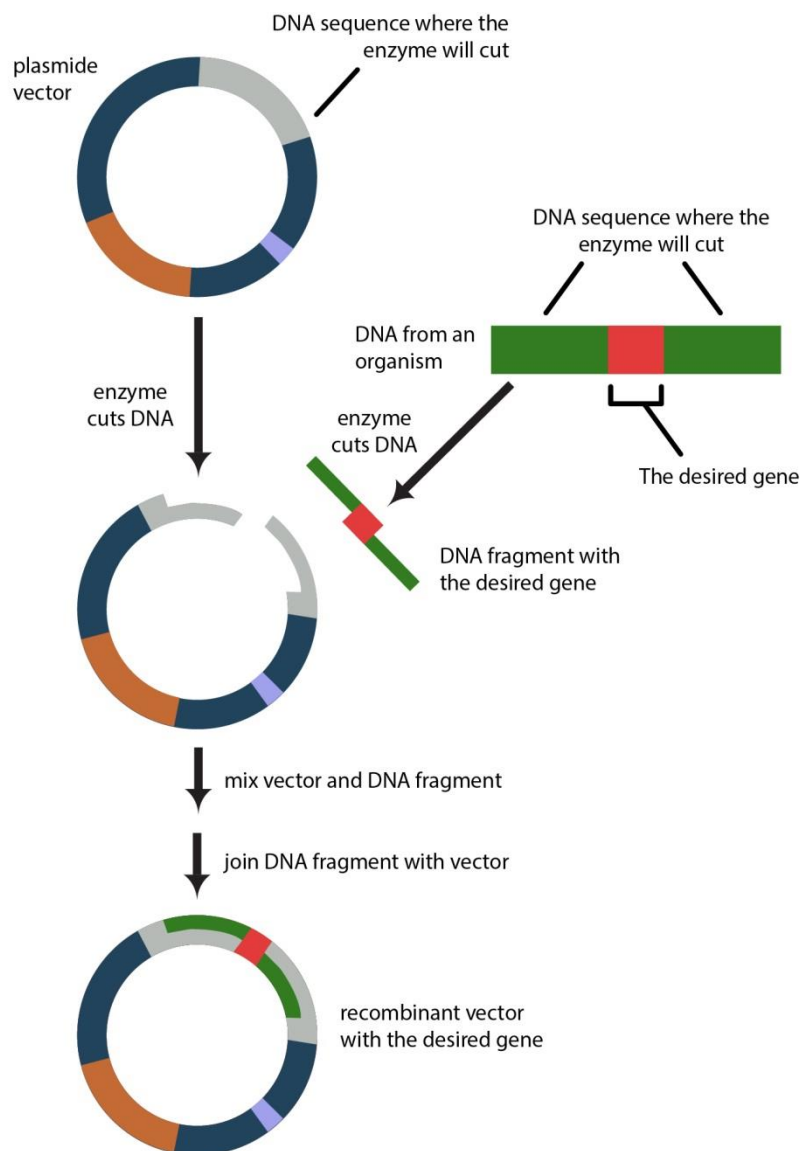 DNA sequence where the
enzyme will cut
plasmide
vector
DNA sequence where the
enzyme will cut
DNA from an
organism
enzyme
cuts DNA
enzyme
cuts DNA
The desired gene
DNA fragment with
the desired gene
mix vector and DNA fragment
join DNA fragment with vector
recombinant vector
with the desired gene